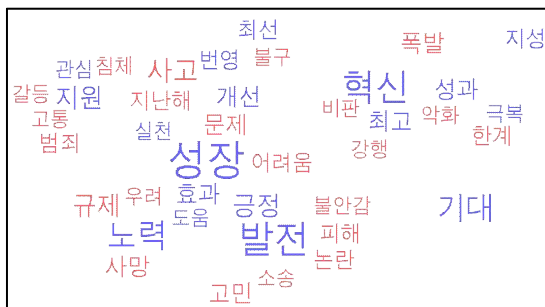 최선
지성
폭발
관심 침체 사고 번영 불구
혁신 성과
갈등 지원 지난해 개선
비판 최고 악화 극복
고통 실천 문제 한계
범죄
성장 어려움 강행
규제 우려 효과 긍정 불안감 기대
도움
노력 발전 피해
사망 논란
고민 소송